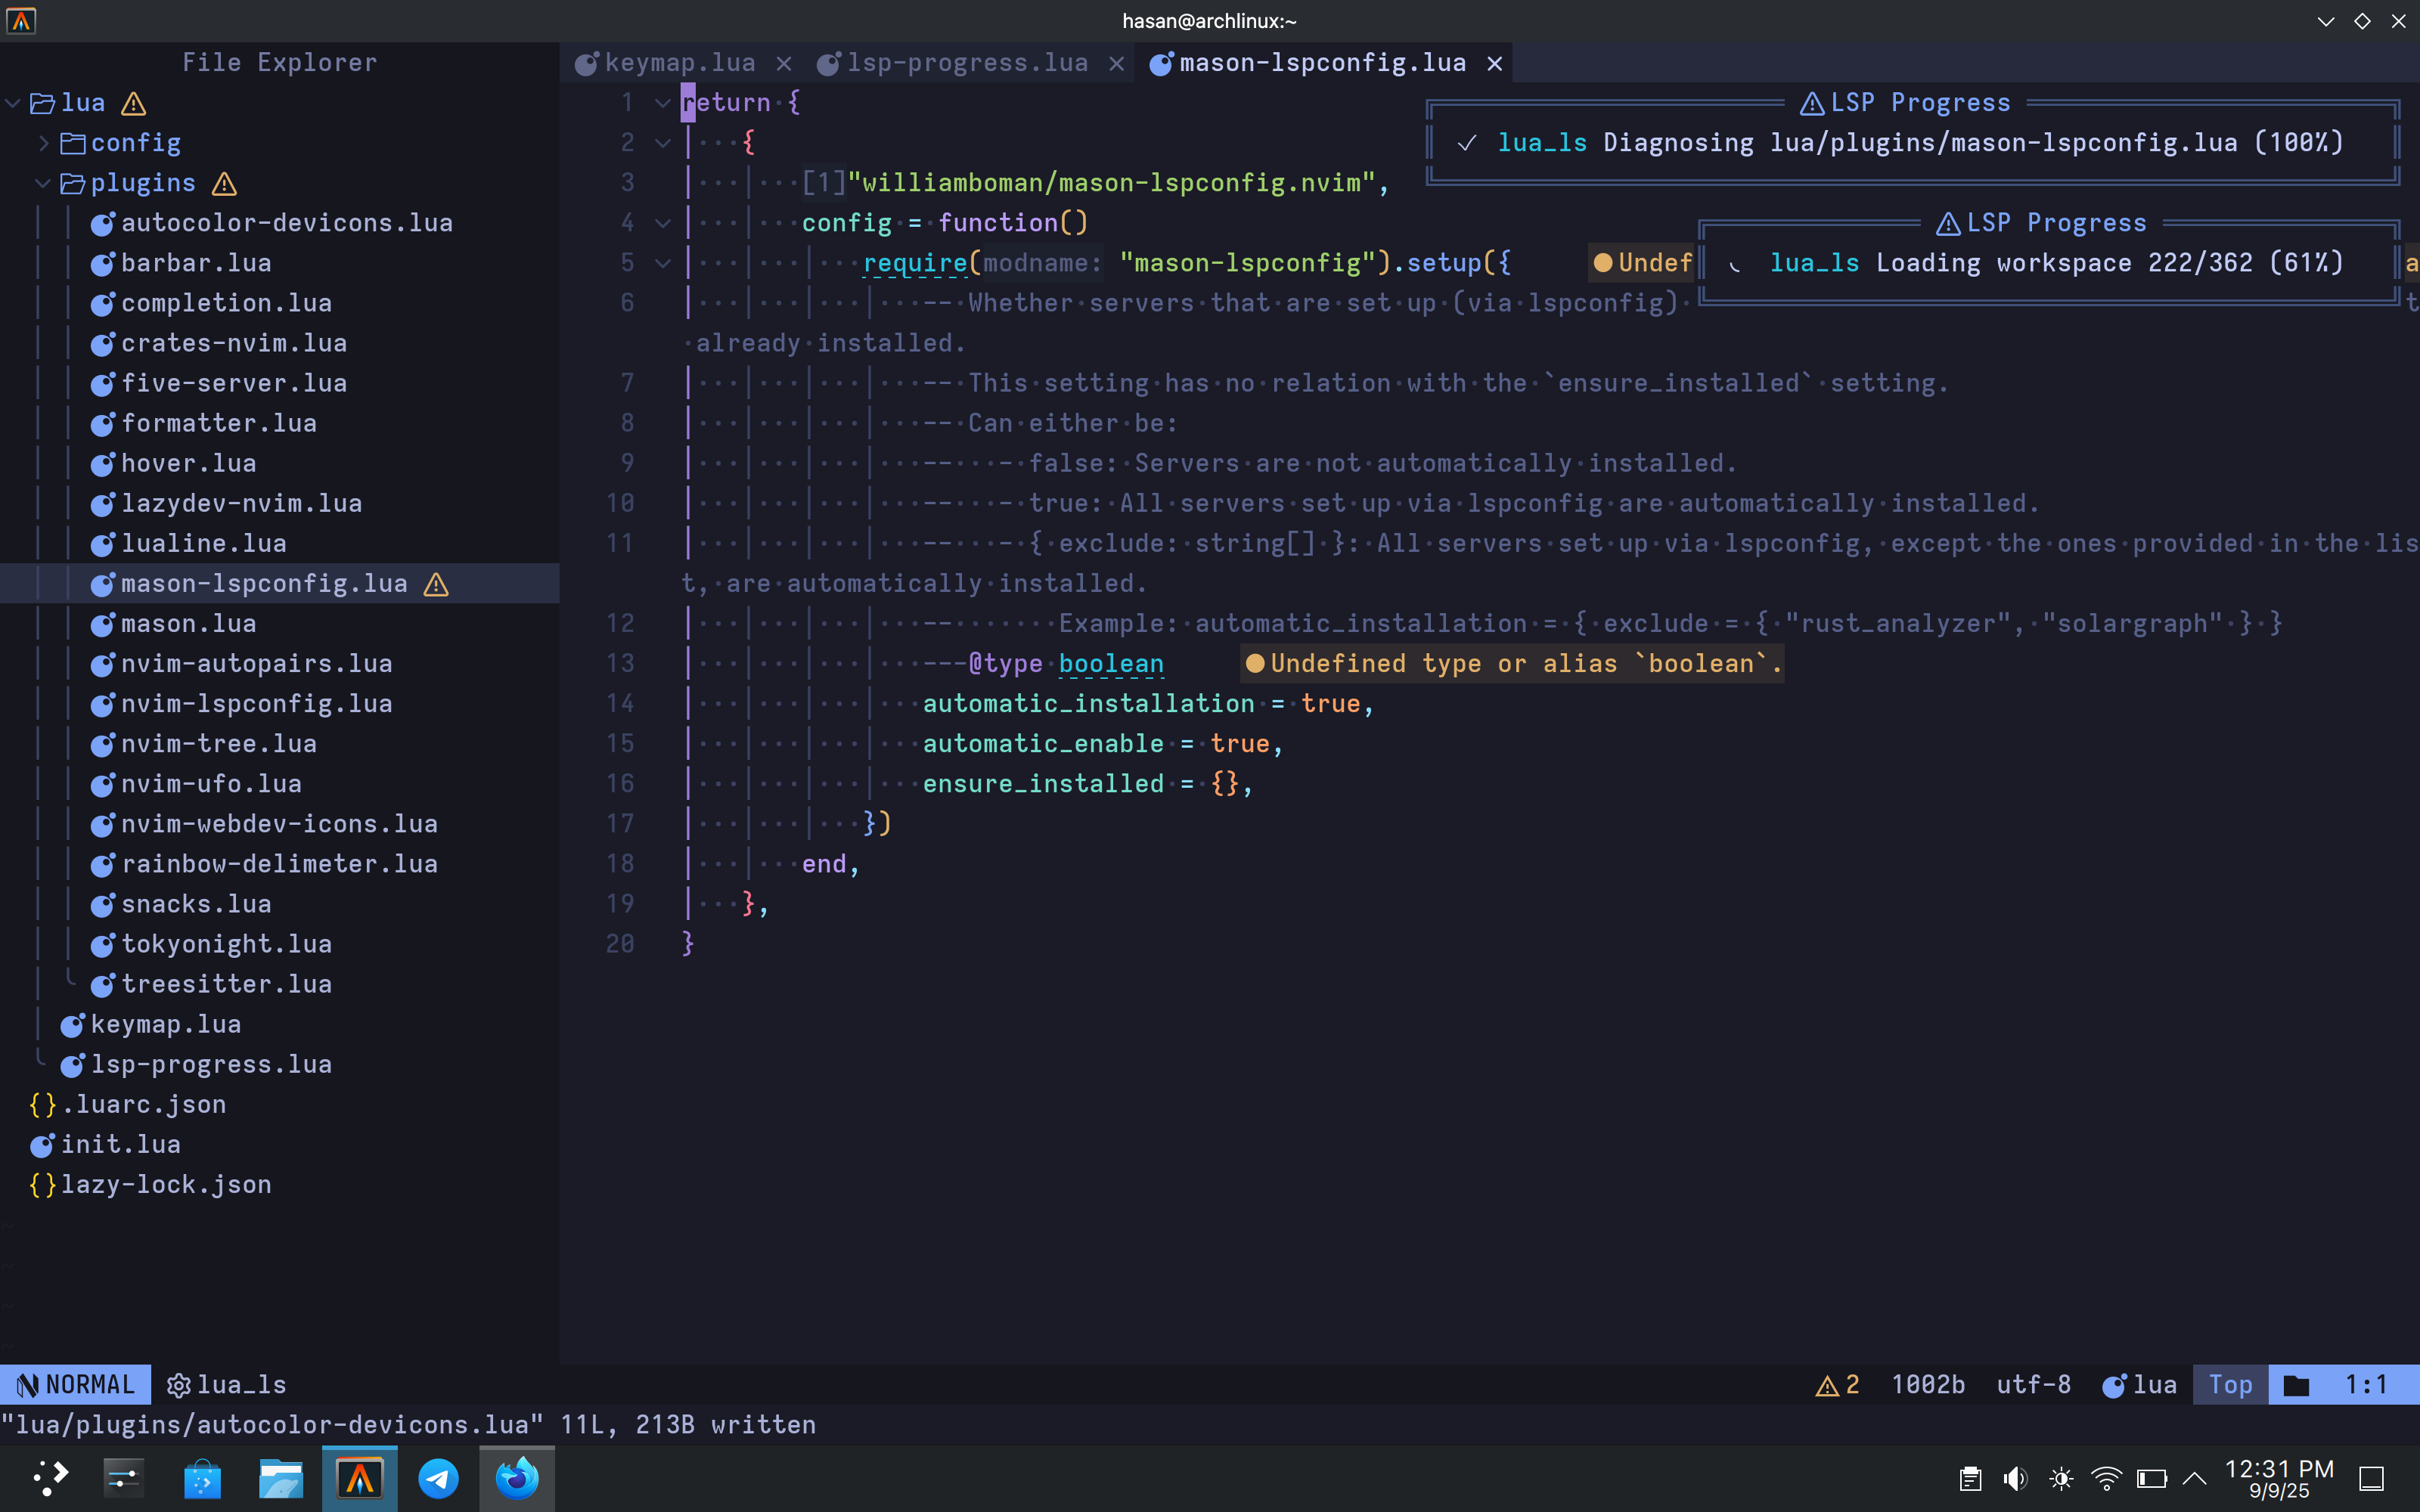 hasan@archlinux:~
File Explorer
keymap.lua
lsp-progress.lua
mason-lspconfig.lua
lua
config
plugins
autocolor-devicons.lua
barbar.lua
completion.lua
crates-nvim.lua
five-server.lua
formatter.lua
hover.lua
lazydev-nvim.lua
lualine.lua
mason-lspconfig.lua
mason.lua
nvim-autopairs.lua
nvim-lspconfig.lua
nvim-tree.lua
nvim-ufo.lua
nvim-webdev-icons.lua
rainbow-delimeter.lua
snacks.lua
tokyonight.lua
treesitter.lua
keymap.lua
lsp-progress.lua
{}.luarc.json
init.lua
{}lazy-lock.json
1 return {
2 {
3 [1]"williamboman/mason-lspconfig.nvim",
4 config = function()
5 require(modname: "mason-lspconfig").setup({ Undef
6 -- Whether servers that are set up (via lspconfig)
already installed.
7 -- This setting has no relation with the `ensure_installed` setting.
8 -- Can either be:
9 -- - false: Servers are not automatically installed.
10 -- - true: All servers set up via lspconfig are automatically installed.
11 -- - { exclude: string[] }: All servers set up via lspconfig, except the ones provided in the lis
t, are automatically installed.
12 -- Example: automatic_installation = { exclude = { "rust_analyzer", "solargraph" } }
13 ---@type boolean Undefined type or alias `boolean`.
14 automatic_installation = true,
15 automatic_enable = true,
16 ensure_installed = {},
17 })
18 end,
19 },
20 }
LSP Progress
✓ lua_ls Diagnosing lua/plugins/mason-lspconfig.lua (100%)
LSP Progress
lua_ls Loading workspace 222/362 (61%)
NORMAL lua_ls 2 1002b utf-8 lua Top 1:1
"lua/plugins/autocolor-devicons.lua" 11L, 213B written
12:31 PM
9/9/25